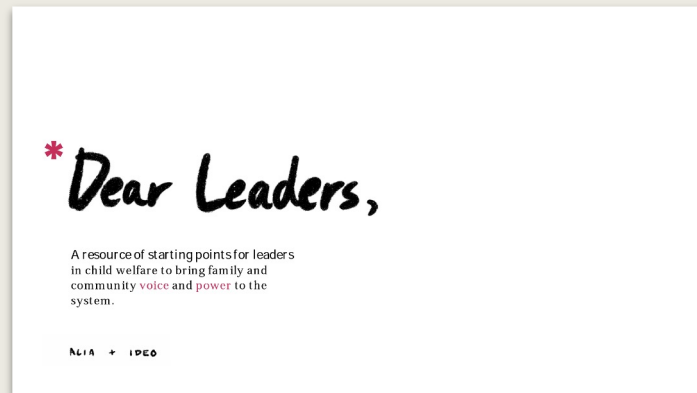 * Dear Leaders,
A resource of starting points for leaders
in child welfare to bring family and
community voice and power to the
system.
ALIA + IDEO